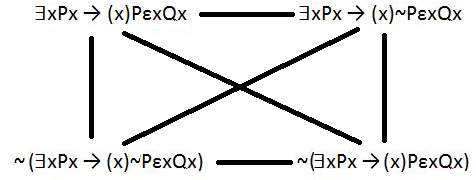 ∃xPx → (x)PεxQx ∃xPx → (x)~PεxQx
~(∃xPx → (x)~PεxQx) ~(∃xPx → (x)PεxQx)